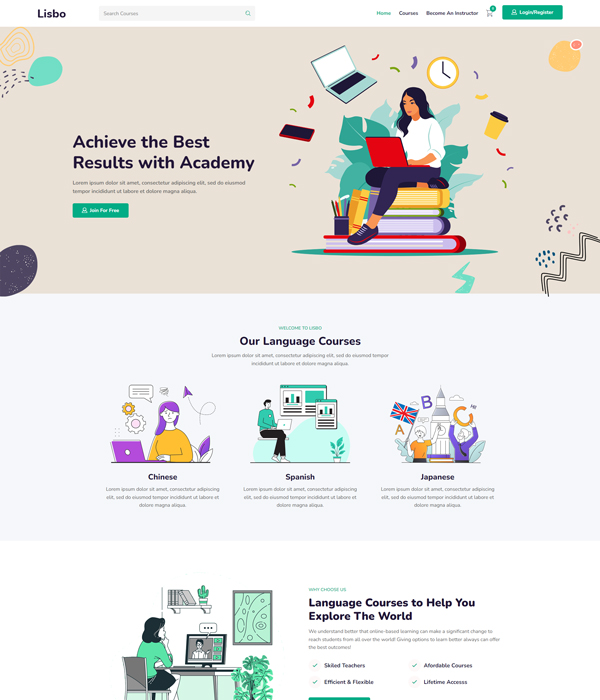 Lisbo
Search Courses
Home Courses Become An Instructor
0
Login/Register
Achieve the Best
Results with Academy
Lorem ipsum dolor sit amet, consectetur adipiscing elit, sed do eiusmod
tempor incididunt ut labore et dolore magna aliqua.
Join For Free
WELCOME TO LISBO
Our Language Courses
Lorem ipsum dolor sit amet, consectetur adipiscing elit, sed do eiusmod tempor
incididunt ut labore et dolore magna aliqua.
A B C
Hi
Chinese
Lorem ipsum dolor sit amet, consectetur adipiscing
elit, sed do eiusmod tempor incididunt ut labore et
dolore magna aliqua.
Spanish
Lorem ipsum dolor sit amet, consectetur adipiscing
elit, sed do eiusmod tempor incididunt ut labore et
dolore magna aliqua.
Japanese
Lorem ipsum dolor sit amet, consectetur adipiscing
elit, sed do eiusmod tempor incididunt ut labore et
dolore magna aliqua.
WHY CHOOSE US
Language Courses to Help You
Explore The World
We understand better that online-based learning can make a significant change to
reach students from all over the world! Giving options to learn better always can offer
the best outcomes!
Skiled Teachers
Afordable Courses
Efficient & Flexible
Lifetime Access